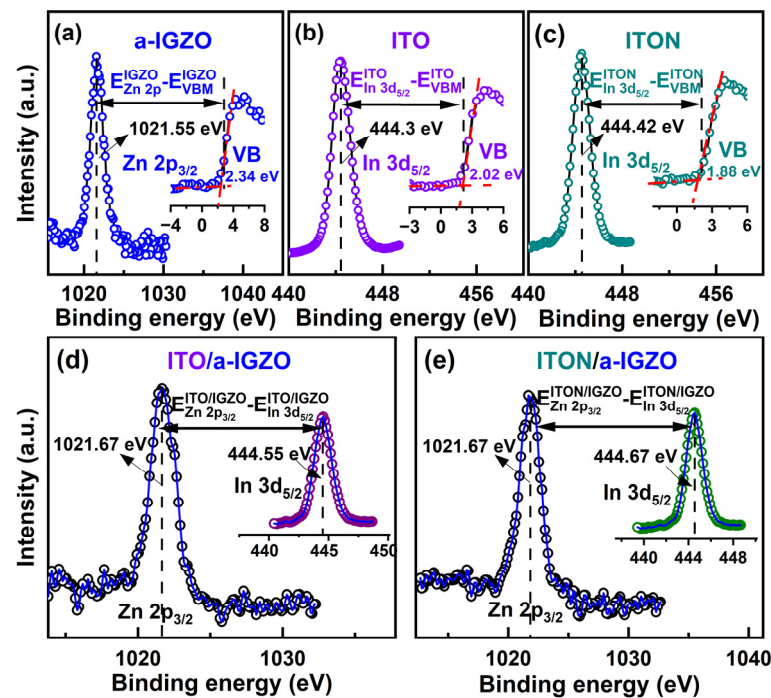 (a) a-IGZO
E^IGZO_Zn 2p-E^IGZO_VBM
1021.55 eV
Zn 2p3/2
VB
2.34 eV
-4 0 4 8
1020 1030 1040
Binding energy (eV)
(b) ITO
E^ITO_In 3d5/2-E^ITO_VBM
444.3 eV
In 3d5/2
VB
2.02 eV
-3 0 3 6
440 448 456
Binding energy (eV)
(c) ITON
E^ITON_In 3d5/2-E^ITON_VBM
444.42 eV
In 3d5/2
VB
1.88 eV
-3 0 3 6
440 448 456
Binding energy (eV)
Intensity (a.u.)
(d) ITO/a-IGZO
E^ITO/IGZO_Zn 2p3/2-E^ITO/IGZO_In 3d5/2
1021.67 eV
444.55 eV
In 3d5/2
440 445 450
Zn 2p3/2
1020 1030
Binding energy (eV)
Intensity (a.u.)
(e) ITON/a-IGZO
E^ITON/IGZO_Zn 2p3/2-E^ITON/IGZO_In 3d5/2
1021.67 eV
444.67 eV
In 3d5/2
440 444 448
Zn 2p3/2
1020 1030 1040
Binding energy (eV)